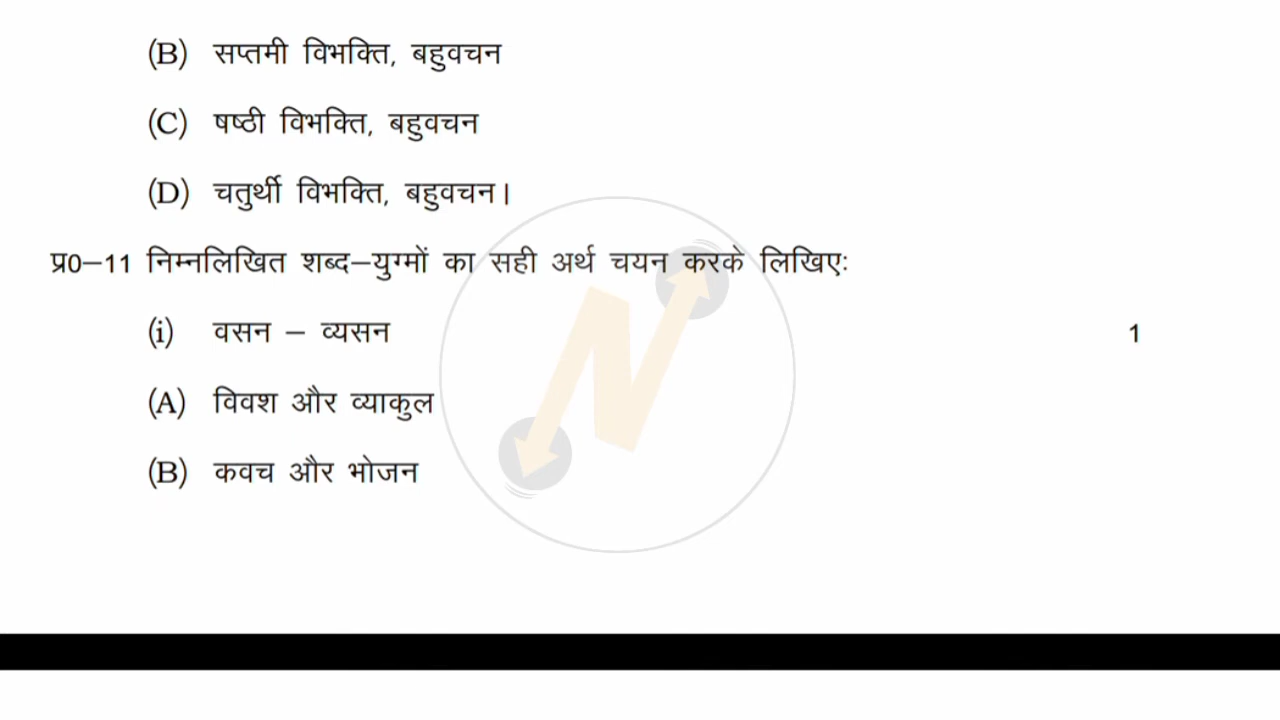 (B) सप्तमी विभक्ति, बहुवचन
(C) षष्ठी विभक्ति, बहुवचन
(D) चतुर्थी विभक्ति, बहुवचन।
प्र0–11 निम्नलिखित शब्द–युग्मों का सही अर्थ चयन करके लिखिए:
(i) वसन – व्यसन 1
(A) विवश और व्याकुल
(B) कवच और भोजन